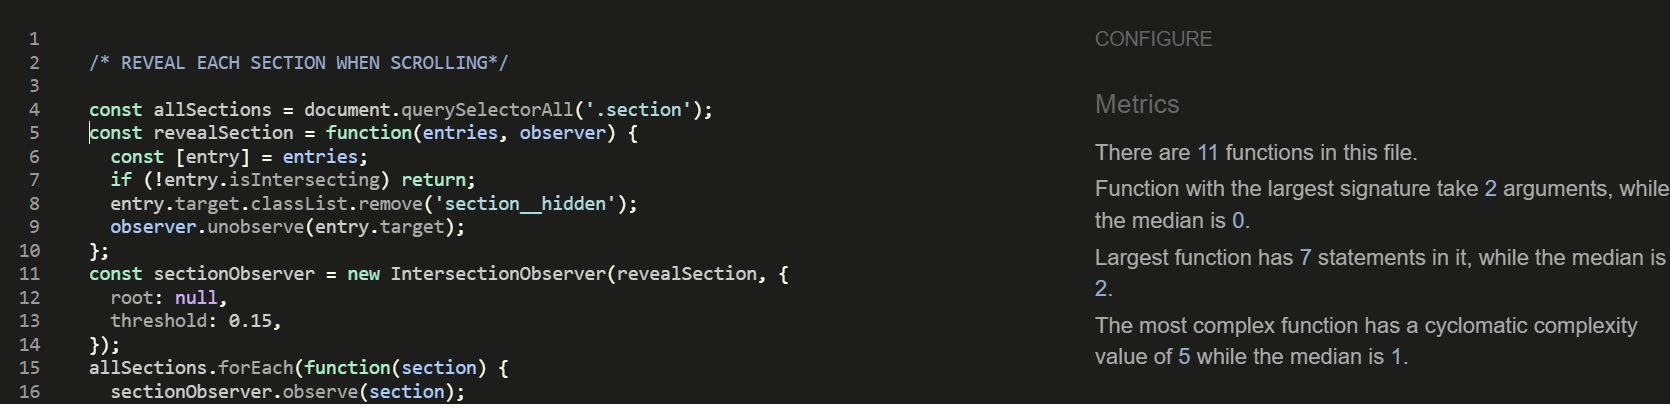 1
2 /* REVEAL EACH SECTION WHEN SCROLLING*/
3
4 const allSections = document.querySelectorAll('.section');
5 const revealSection = function(entries, observer) {
6 const [entry] = entries;
7 if (!entry.isIntersecting) return;
8 entry.target.classList.remove('section__hidden');
9 observer.unobserve(entry.target);
10 };
11 const sectionObserver = new IntersectionObserver(revealSection, {
12 root: null,
13 threshold: 0.15,
14 });
15 allSections.forEach(function(section) {
16 sectionObserver.observe(section);
CONFIGURE
Metrics
There are 11 functions in this file.
Function with the largest signature take 2 arguments, while
the median is 0.
Largest function has 7 statements in it, while the median is
2.
The most complex function has a cyclomatic complexity
value of 5 while the median is 1.